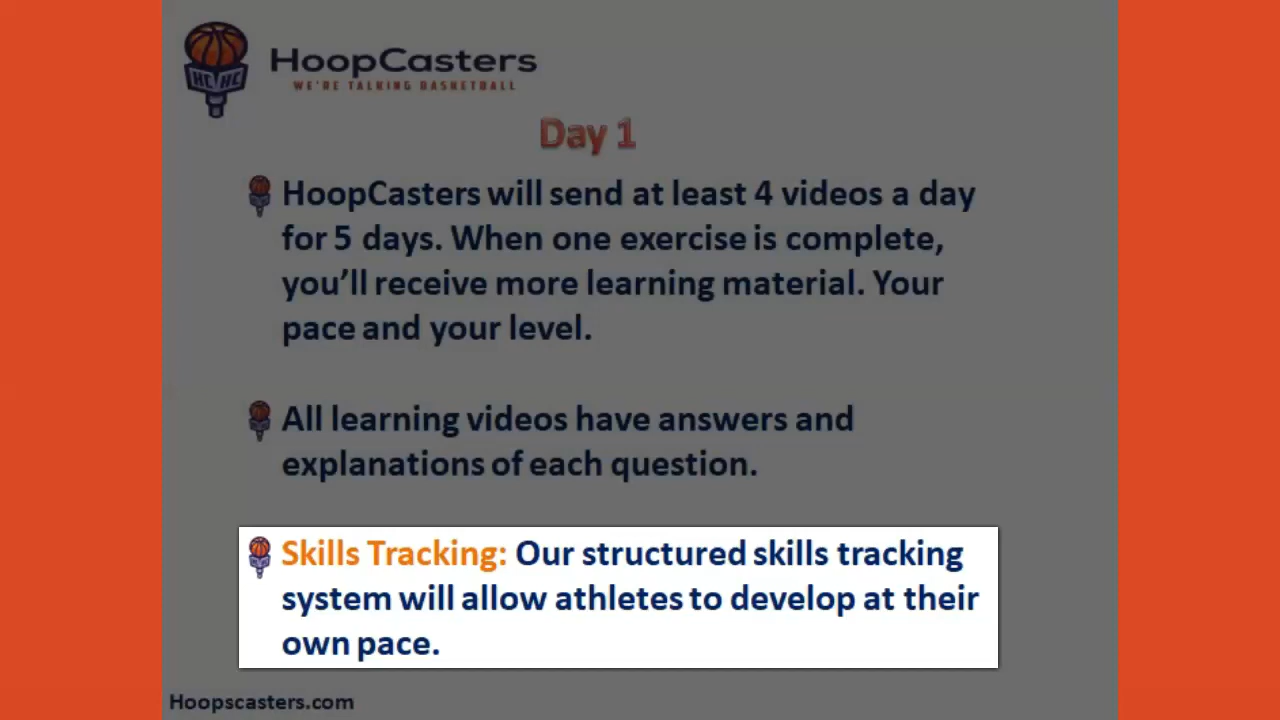 HC HC
HoopCasters
WE'RE TALKING BASKETBALL
Day 1
HoopCasters will send at least 4 videos a day
for 5 days. When one exercise is complete,
you’ll receive more learning material. Your
pace and your level.
All learning videos have answers and
explanations of each question.
Skills Tracking: Our structured skills tracking
system will allow athletes to develop at their
own pace.
Hoopscasters.com